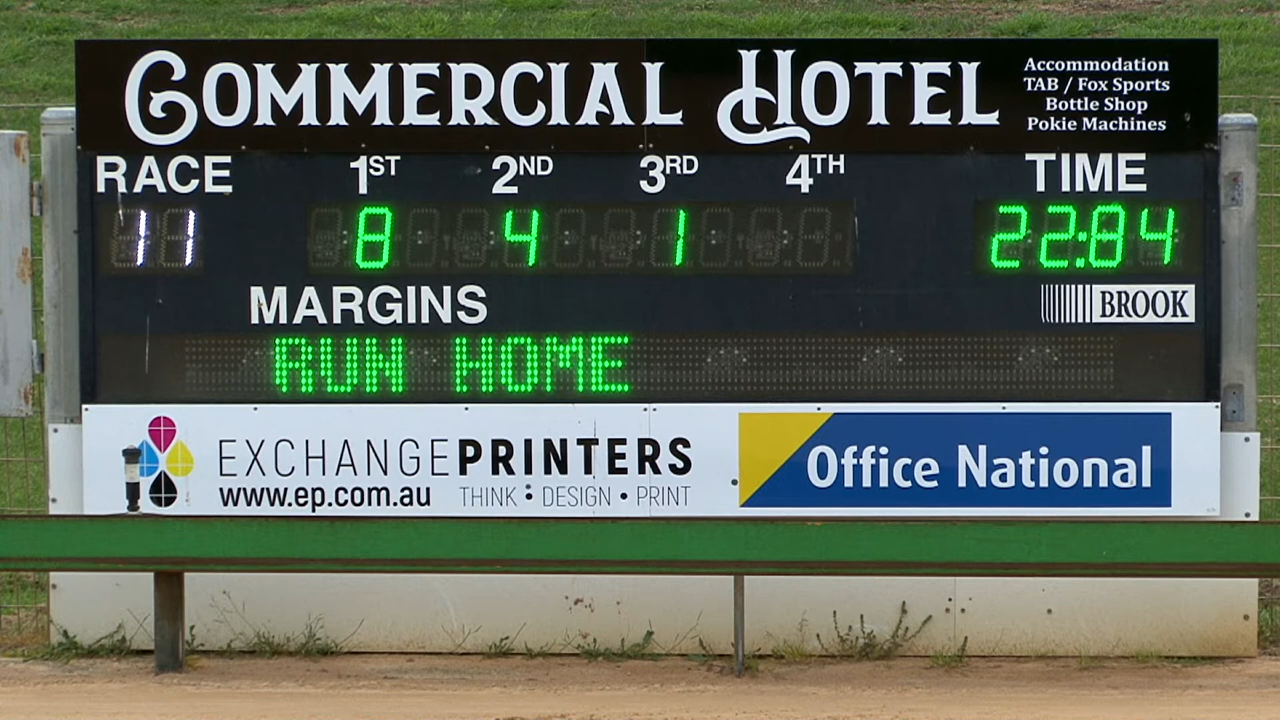 COMMERCIAL HOTEL
Accommodation
TAB / Fox Sports
Bottle Shop
Pokie Machines
RACE 1ST 2ND 3RD 4TH TIME
11 8 4 1 22:84
MARGINS
BROOK
RUN HOME
EXCHANGEPRINTERS
www.ep.com.au THINK • DESIGN • PRINT
Office National